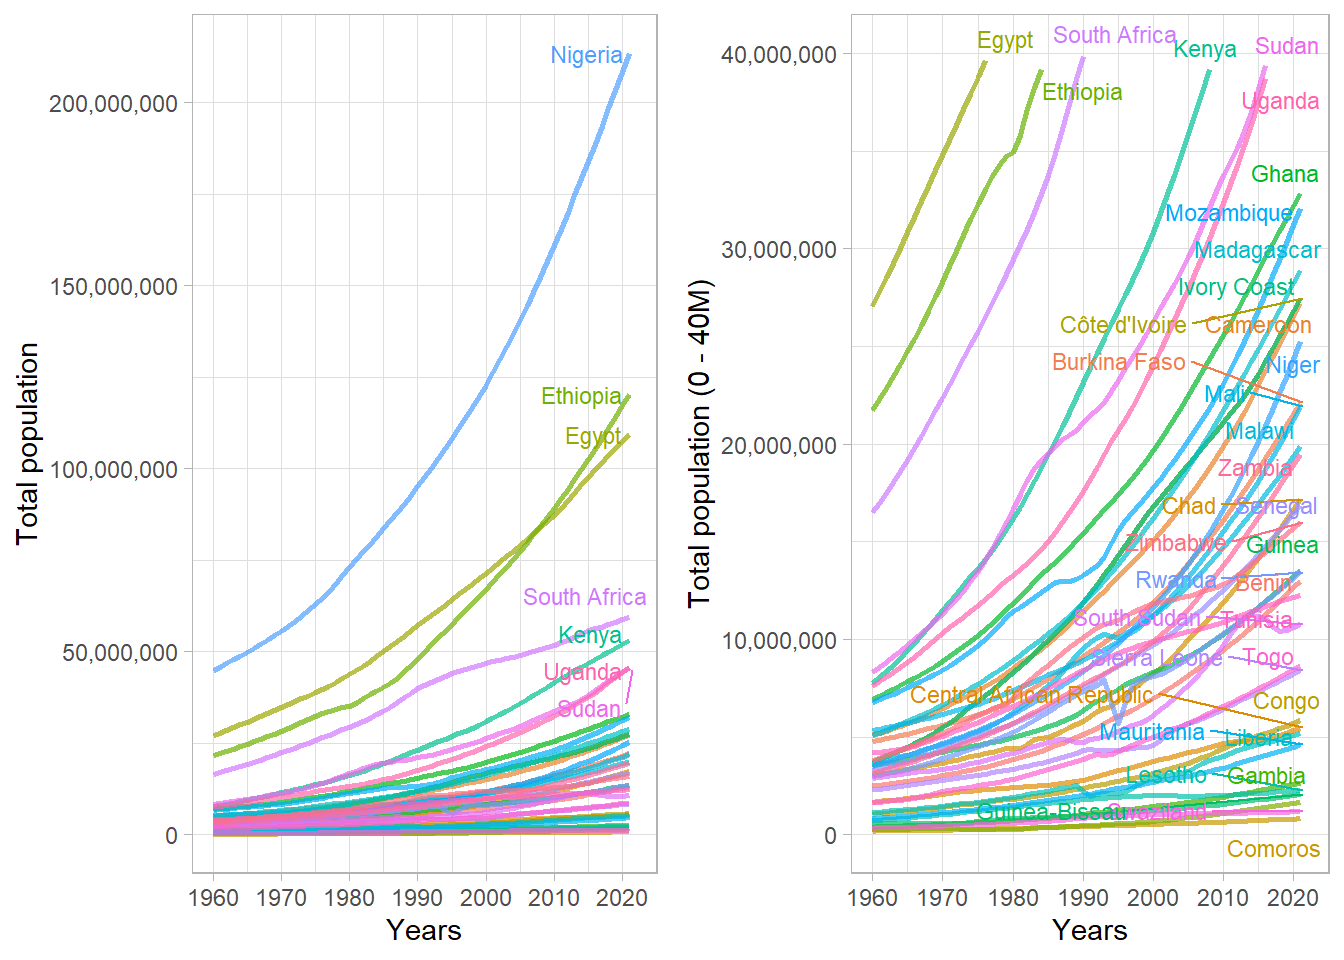 Total population
200,000,000
150,000,000
100,000,000
50,000,000
0
Nigeria
Ethiopia
Egypt
South Africa
Kenya
Uganda
Sudan
1960 1970 1980 1990 2000 2010 2020
Years
Total population (0 - 40M)
40,000,000
30,000,000
20,000,000
10,000,000
0
Egypt
South Africa
Kenya
Sudan
Ethiopia
Uganda
Ghana
Mozambique
Madagascar
Ivory Coast
Côte d'Ivoire
Cameroon
Burkina Faso
Niger
Mali
Malawi
Zambia
Chad
Senegal
Zimbabwe
Guinea
Rwanda
Benin
South Sudan
Tunisia
Sierra Leone
Togo
Central African Republic
Congo
Mauritania
Liberia
Lesotho
Gambia
Guinea-Bissau
Swaziland
Comoros
1960 1970 1980 1990 2000 2010 2020
Years